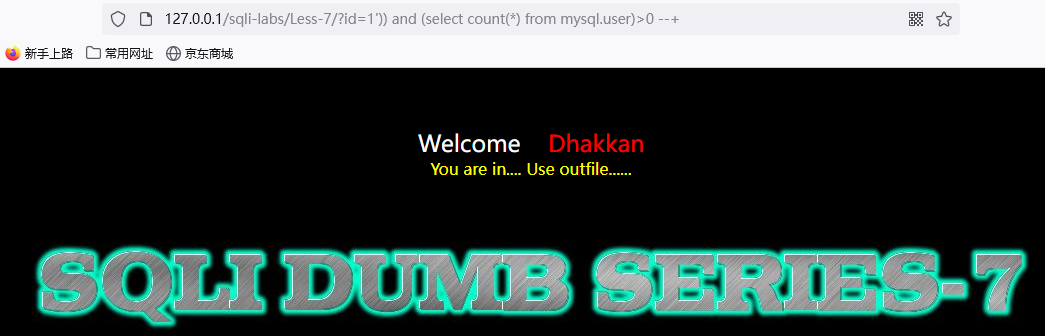 127.0.0.1/sqli-labs/Less-7/?id=1')) and (select count(*) from mysql.user)>0 --+
新手上路 常用网址 京东商城
Welcome Dhakkan
You are in.... Use outfile......
SQLI DUMB SERIES-7